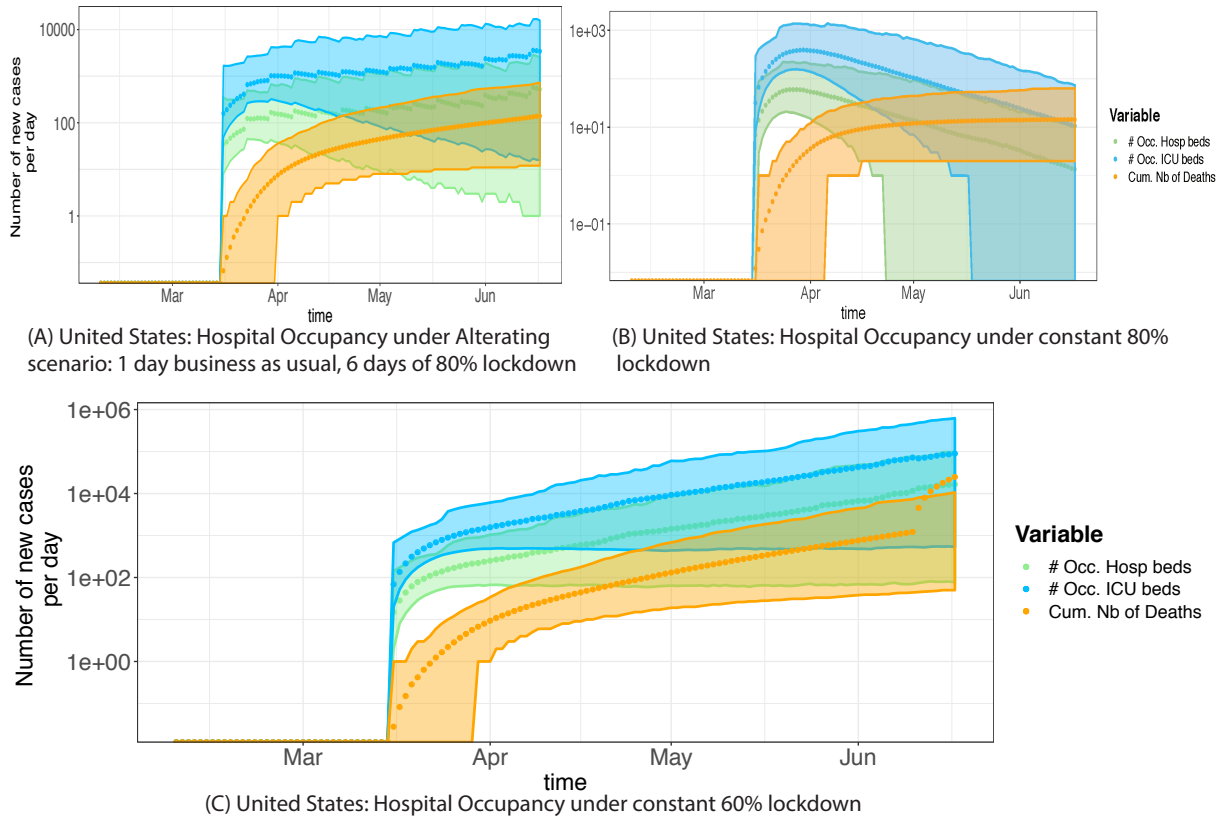 10000
100
1
Number of new cases
per day
Mar
Apr
May
Jun
time
(A) United States: Hospital Occupancy under Alterating
scenario: 1 day business as usual, 6 days of 80% lockdown
1e+03
1e+01
1e−01
Mar
Apr
May
Jun
time
Variable
# Occ. Hosp beds
# Occ. ICU beds
Cum. Nb of Deaths
(B) United States: Hospital Occupancy under constant 80%
lockdown
1e+06
1e+04
1e+02
1e+00
Number of new cases
per day
Mar
Apr
May
Jun
time
Variable
# Occ. Hosp beds
# Occ. ICU beds
Cum. Nb of Deaths
(C) United States: Hospital Occupancy under constant 60% lockdown